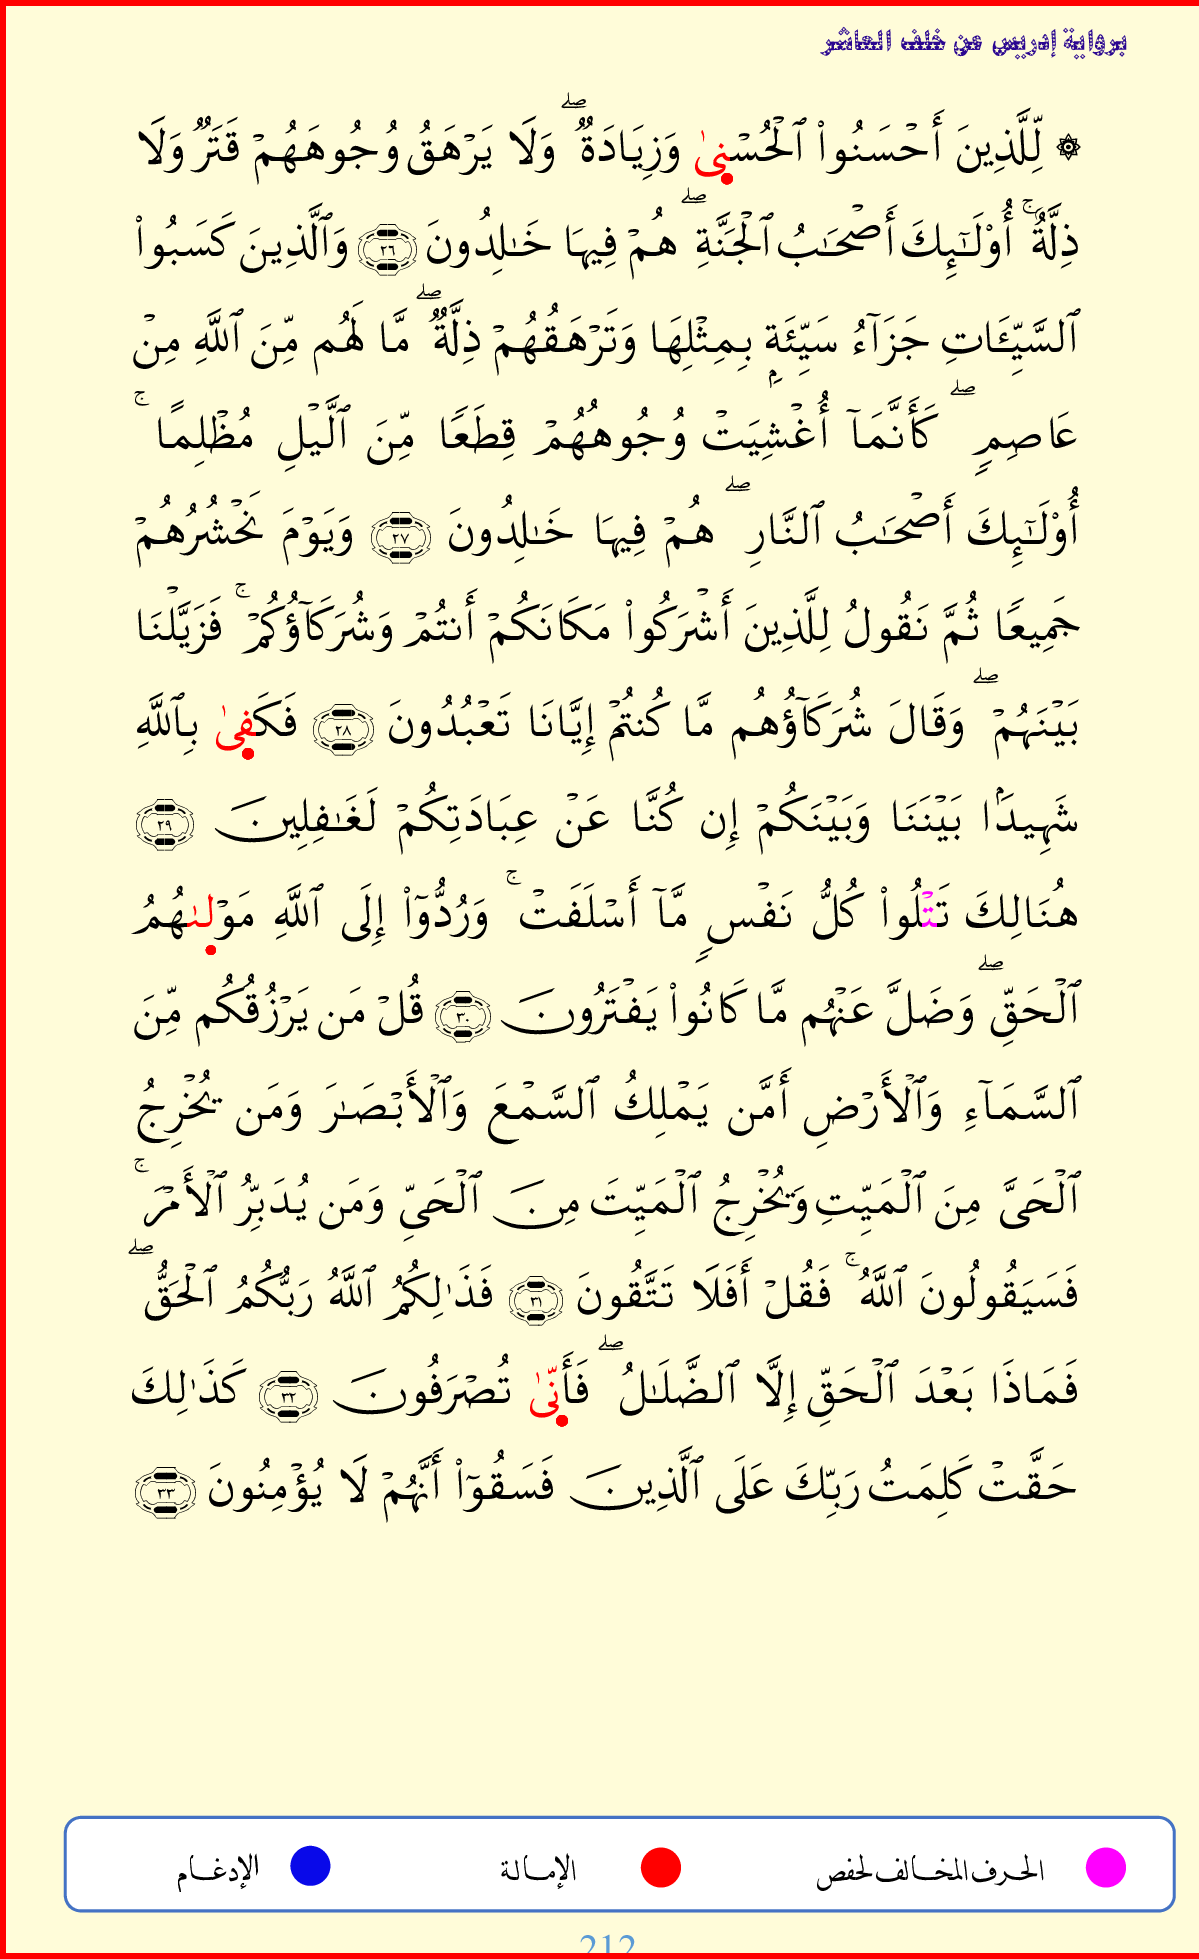 برواية إدريس عن خلف العاشر
۞ لِّلَّذِينَ أَحۡسَنُواْ ٱلۡحُسۡنِىٰ وَزِيَادَةٞۖ وَلَا يَرۡهَقُ وُجُوهَهُمۡ قَتَرٞ وَلَا
ذِلَّةٌۚ أُوْلَـٰٓئِكَ أَصۡحَـٰبُ ٱلۡجَنَّةِۖ هُمۡ فِيهَا خَـٰلِدُونَ ٢٦ وَٱلَّذِينَ كَسَبُواْ
ٱلسَّيِّـَٔاتِ جَزَآءُ سَيِّئَةِۭ بِمِثۡلِهَا وَتَرۡهَقُهُمۡ ذِلَّةٞۖ مَّا لَهُم مِّنَ ٱللَّهِ مِنۡ
عَاصِمٖۖ كَأَنَّمَآ أُغۡشِيَتۡ وُجُوهُهُمۡ قِطَعٗا مِّنَ ٱلَّيۡلِ مُظۡلِمًاۚ
أُوْلَـٰٓئِكَ أَصۡحَـٰبُ ٱلنَّارِۖ هُمۡ فِيهَا خَـٰلِدُونَ ٢٧ وَيَوۡمَ نَحۡشُرُهُمۡ
جَمِيعٗا ثُمَّ نَقُولُ لِلَّذِينَ أَشۡرَكُواْ مَكَانَكُمۡ أَنتُمۡ وَشُرَكَآؤُكُمۡۚ فَزَيَّلۡنَا
بَيۡنَهُمۡۖ وَقَالَ شُرَكَآؤُهُم مَّا كُنتُمۡ إِيَّانَا تَعۡبُدُونَ ٢٨ فَكَفِىٰ بِٱللَّهِ
شَهِيدَۢا بَيۡنَنَا وَبَيۡنَكُمۡ إِن كُنَّا عَنۡ عِبَادَتِكُمۡ لَغَـٰفِلِينَ ٢٩
هُنَالِكَ تَتۡلُواْ كُلُّ نَفۡسٖ مَّآ أَسۡلَفَتۡۚ وَرُدُّوٓاْ إِلَى ٱللَّهِ مَوۡلِىٰهُمُ
ٱلۡحَقِّۖ وَضَلَّ عَنۡهُم مَّا كَانُواْ يَفۡتَرُونَ ٣٠ قُلۡ مَن يَرۡزُقُكُم مِّنَ
ٱلسَّمَآءِ وَٱلۡأَرۡضِ أَمَّن يَمۡلِكُ ٱلسَّمۡعَ وَٱلۡأَبۡصَـٰرَ وَمَن يُخۡرِجُ
ٱلۡحَىَّ مِنَ ٱلۡمَيِّتِ وَيُخۡرِجُ ٱلۡمَيِّتَ مِنَ ٱلۡحَىِّ وَمَن يُدَبِّرُ ٱلۡأَمۡرَۚ
فَسَيَقُولُونَ ٱللَّهُۚ فَقُلۡ أَفَلَا تَتَّقُونَ ٣١ فَذَٰلِكُمُ ٱللَّهُ رَبُّكُمُ ٱلۡحَقُّۖ
فَمَاذَا بَعۡدَ ٱلۡحَقِّ إِلَّا ٱلضَّلَـٰلُۖ فَأَنِّىٰ تُصۡرَفُونَ ٣٢ كَذَٰلِكَ
حَقَّتۡ كَلِمَتُ رَبِّكَ عَلَى ٱلَّذِينَ فَسَقُوٓاْ أَنَّهُمۡ لَا يُؤۡمِنُونَ ٣٣
الحرف المخالف لحفص الإمالة الإدغام
212